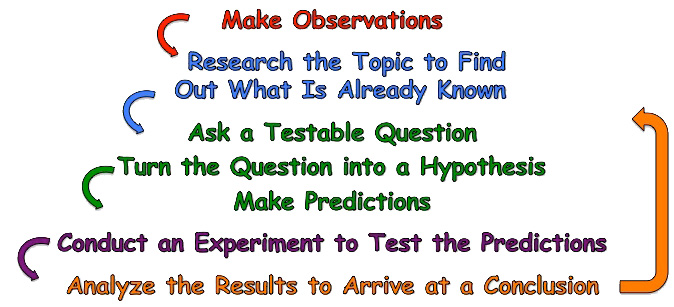 Make Observations
Research the Topic to Find
Out What Is Already Known
Ask a Testable Question
Turn the Question into a Hypothesis
Make Predictions
Conduct an Experiment to Test the Predictions
Analyze the Results to Arrive at a Conclusion